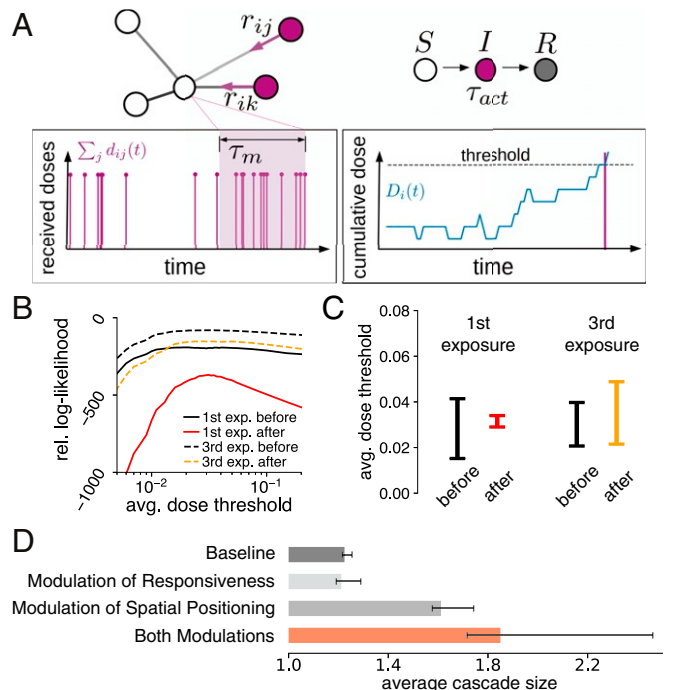 A
r_ij
r_ik
S I R
τ_act
∑_j d_ij(t)
τ_m
received doses
time
threshold
D_i(t)
cumulative dose
time
B
0
−500
−1000
rel. log-likelihood
1st exp. before
1st exp. after
3rd exp. before
3rd exp. after
10⁻² 10⁻¹
avg. dose threshold
C
0.08
0.06
0.04
0.02
0.00
avg. dose threshold
1st exposure
3rd exposure
before after before after
D
Baseline
Modulation of Responsiveness
Modulation of Spatial Positioning
Both Modulations
1.0 1.4 1.8 2.2
average cascade size